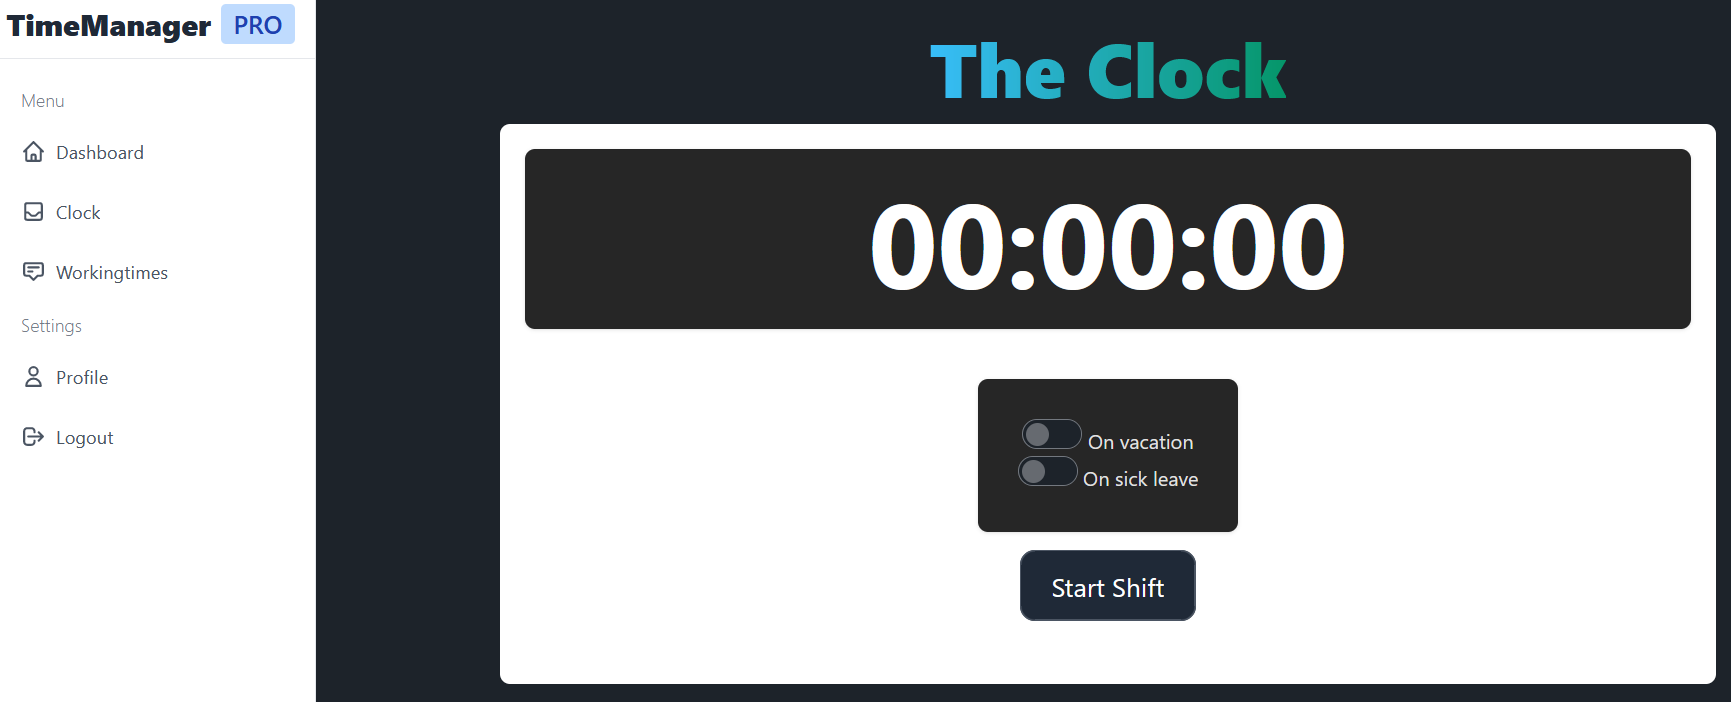 TimeManager PRO
Menu
Dashboard
Clock
Workingtimes
Settings
Profile
Logout
The Clock
00:00:00
On vacation
On sick leave
Start Shift